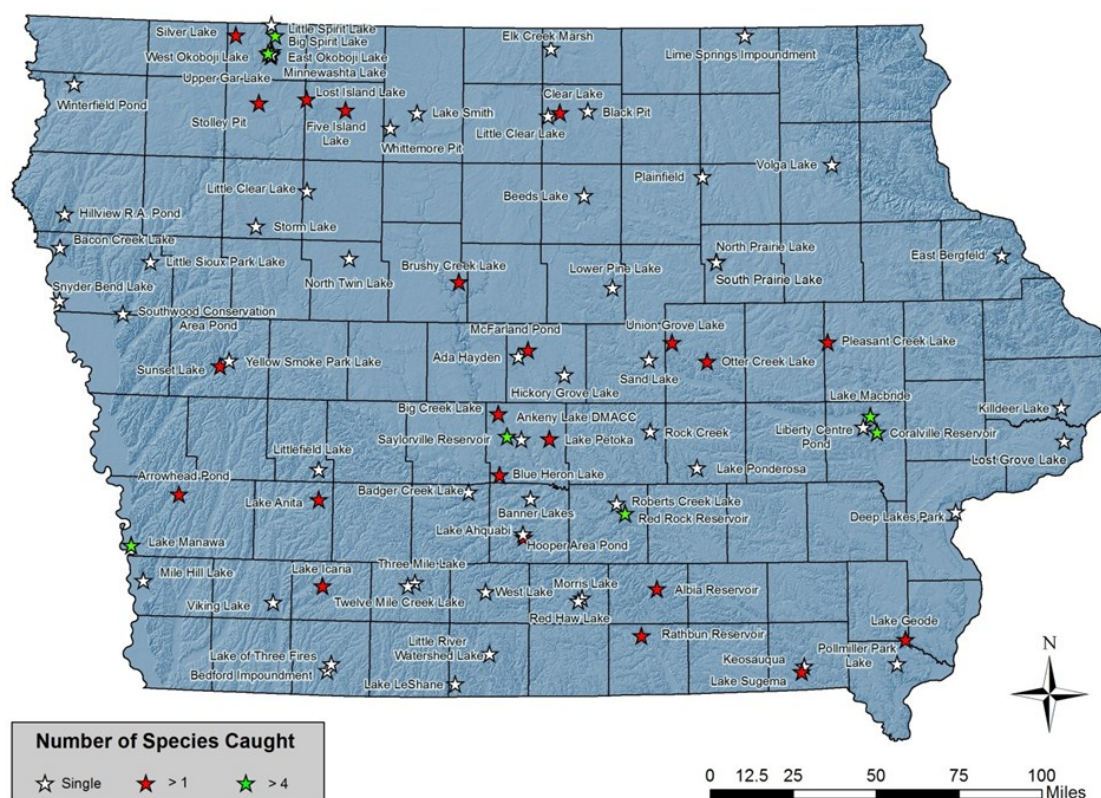 Little Spirit Lake
Silver Lake
Big Spirit Lake
West Okoboji Lake
East Okoboji Lake
Minnewashta Lake
Upper Gar Lake
Elk Creek Marsh
Lime Springs Impoundment
Winterfield Pond
Stolley Pit
Lost Island Lake
Five Island
Lake
Lake Smith
Whittemore Pit
Clear Lake
Little Clear Lake
Black Pit
Volga Lake
Plainfield
Little Clear Lake
Beeds Lake
Hillview R.A. Pond
Storm Lake
Bacon Creek Lake
Little Sioux Park Lake
North Twin Lake
Brushy Creek Lake
Lower Pine Lake
North Prairie Lake
South Prairie Lake
East Bergfeld
Snyder Bend Lake
Southwood Conservation
Area Pond
McFarland Pond
Union Grove Lake
Pleasant Creek Lake
Ada Hayden
Yellow Smoke Park Lake
Sunset Lake
Sand Lake
Otter Creek Lake
Hickory Grove Lake
Lake Macbride
Big Creek Lake
Ankeny Lake DMACC
Killdeer Lake
Saylorville Reservoir
Lake Petoka
Rock Creek
Liberty Centre
Pond
Coralville Reservoir
Lost Grove Lake
Littlefield Lake
Blue Heron Lake
Lake Ponderosa
Arrowhead Pond
Lake Anita
Badger Creek Lake
Banner Lakes
Roberts Creek Lake
Red Rock Reservoir
Deep Lakes Park
Lake Ahquabi
Hooper Area Pond
Lake Manawa
Mile Hill Lake
Lake Icaria
Three Mile Lake
Twelve Mile Creek Lake
West Lake
Morris Lake
Red Haw Lake
Albia Reservoir
Viking Lake
Rathbun Reservoir
Lake Geode
Pollmiller Park
Lake
Little River
Watershed Lake
Lake of Three Fires
Bedford Impoundment
Lake LeShane
Keosauqua
Lake Sugema
N
Number of Species Caught
Single > 1 > 4
0 12.5 25 50 75 100
Miles